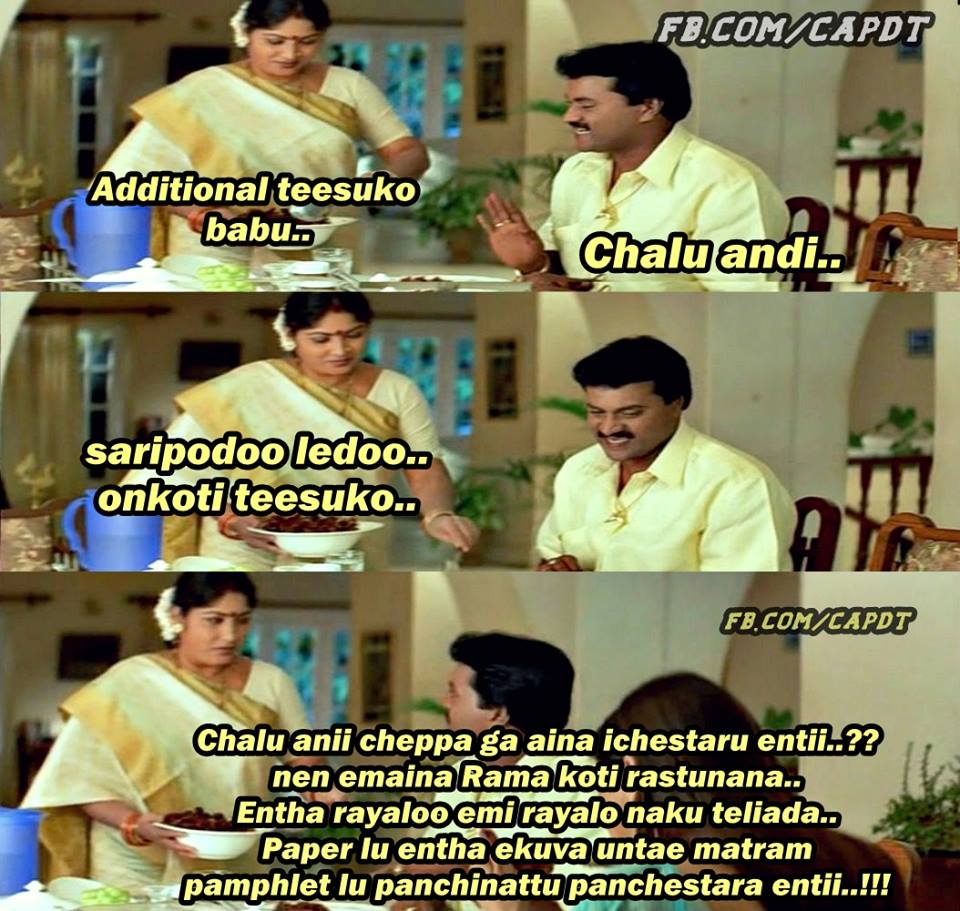 FB.COM/CAPDT
Additional teesuko
babu..
Chalu andi..
saripodoo ledoo..
onkoti teesuko..
FB.COM/CAPDT
Chalu anii cheppa ga aina ichestaru entii..??
nen emaina Rama koti rastunana..
Entha rayaloo emi rayalo naku teliada..
Paper lu entha ekuva untae matram
pamphlet lu panchinattu panchestara entii..!!!